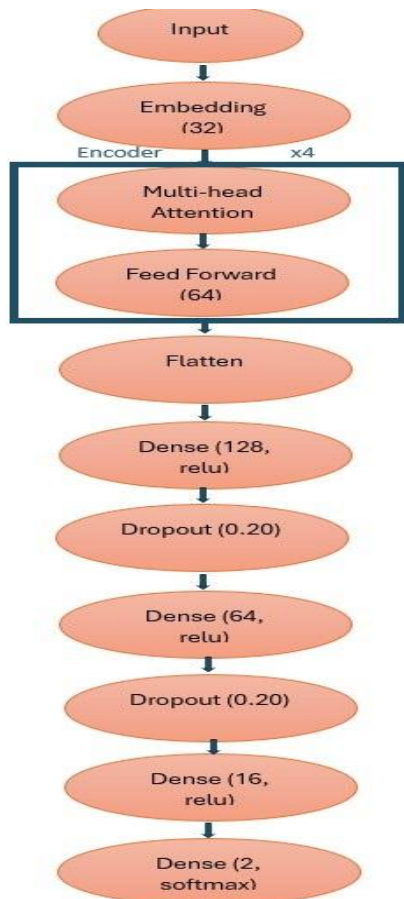 Input
Embedding
(32)
Encoder x4
Multi-head
Attention
Feed Forward
(64)
Flatten
Dense (128,
relu)
Dropout (0.20)
Dense (64,
relu)
Dropout (0.20)
Dense (16,
relu)
Dense (2,
softmax)